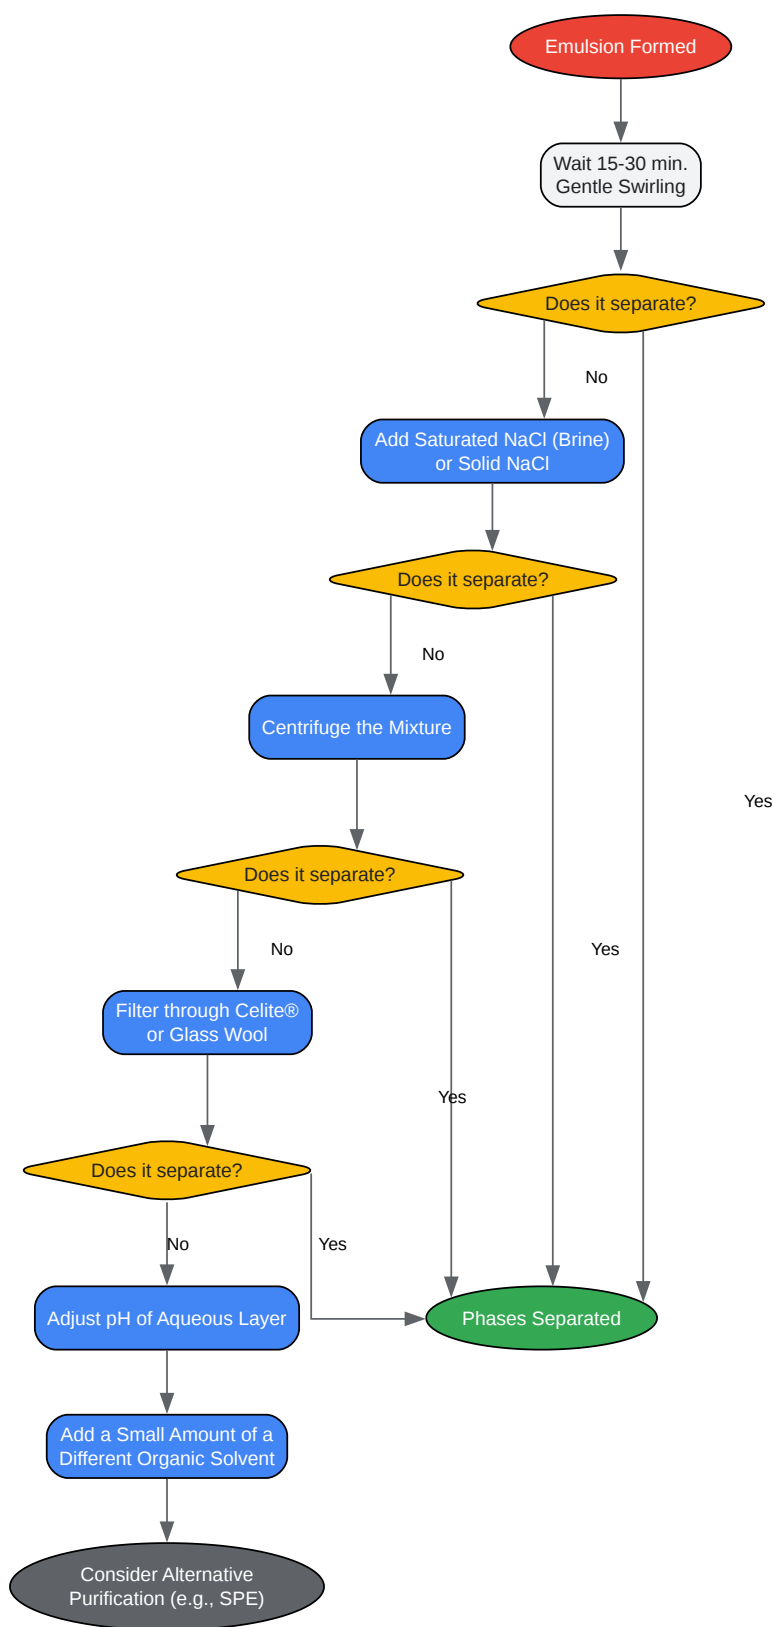 Emulsion Formed
Wait 15-30 min.
Gentle Swirling
Does it separate?
No
Add Saturated NaCl (Brine)
or Solid NaCl
Does it separate?
No
Centrifuge the Mixture
Yes
Does it separate?
No
Yes
Filter through Celite®
or Glass Wool
Yes
Does it separate?
No
Yes
Adjust pH of Aqueous Layer
Phases Separated
Add a Small Amount of a
Different Organic Solvent
Consider Alternative
Purification (e.g., SPE)